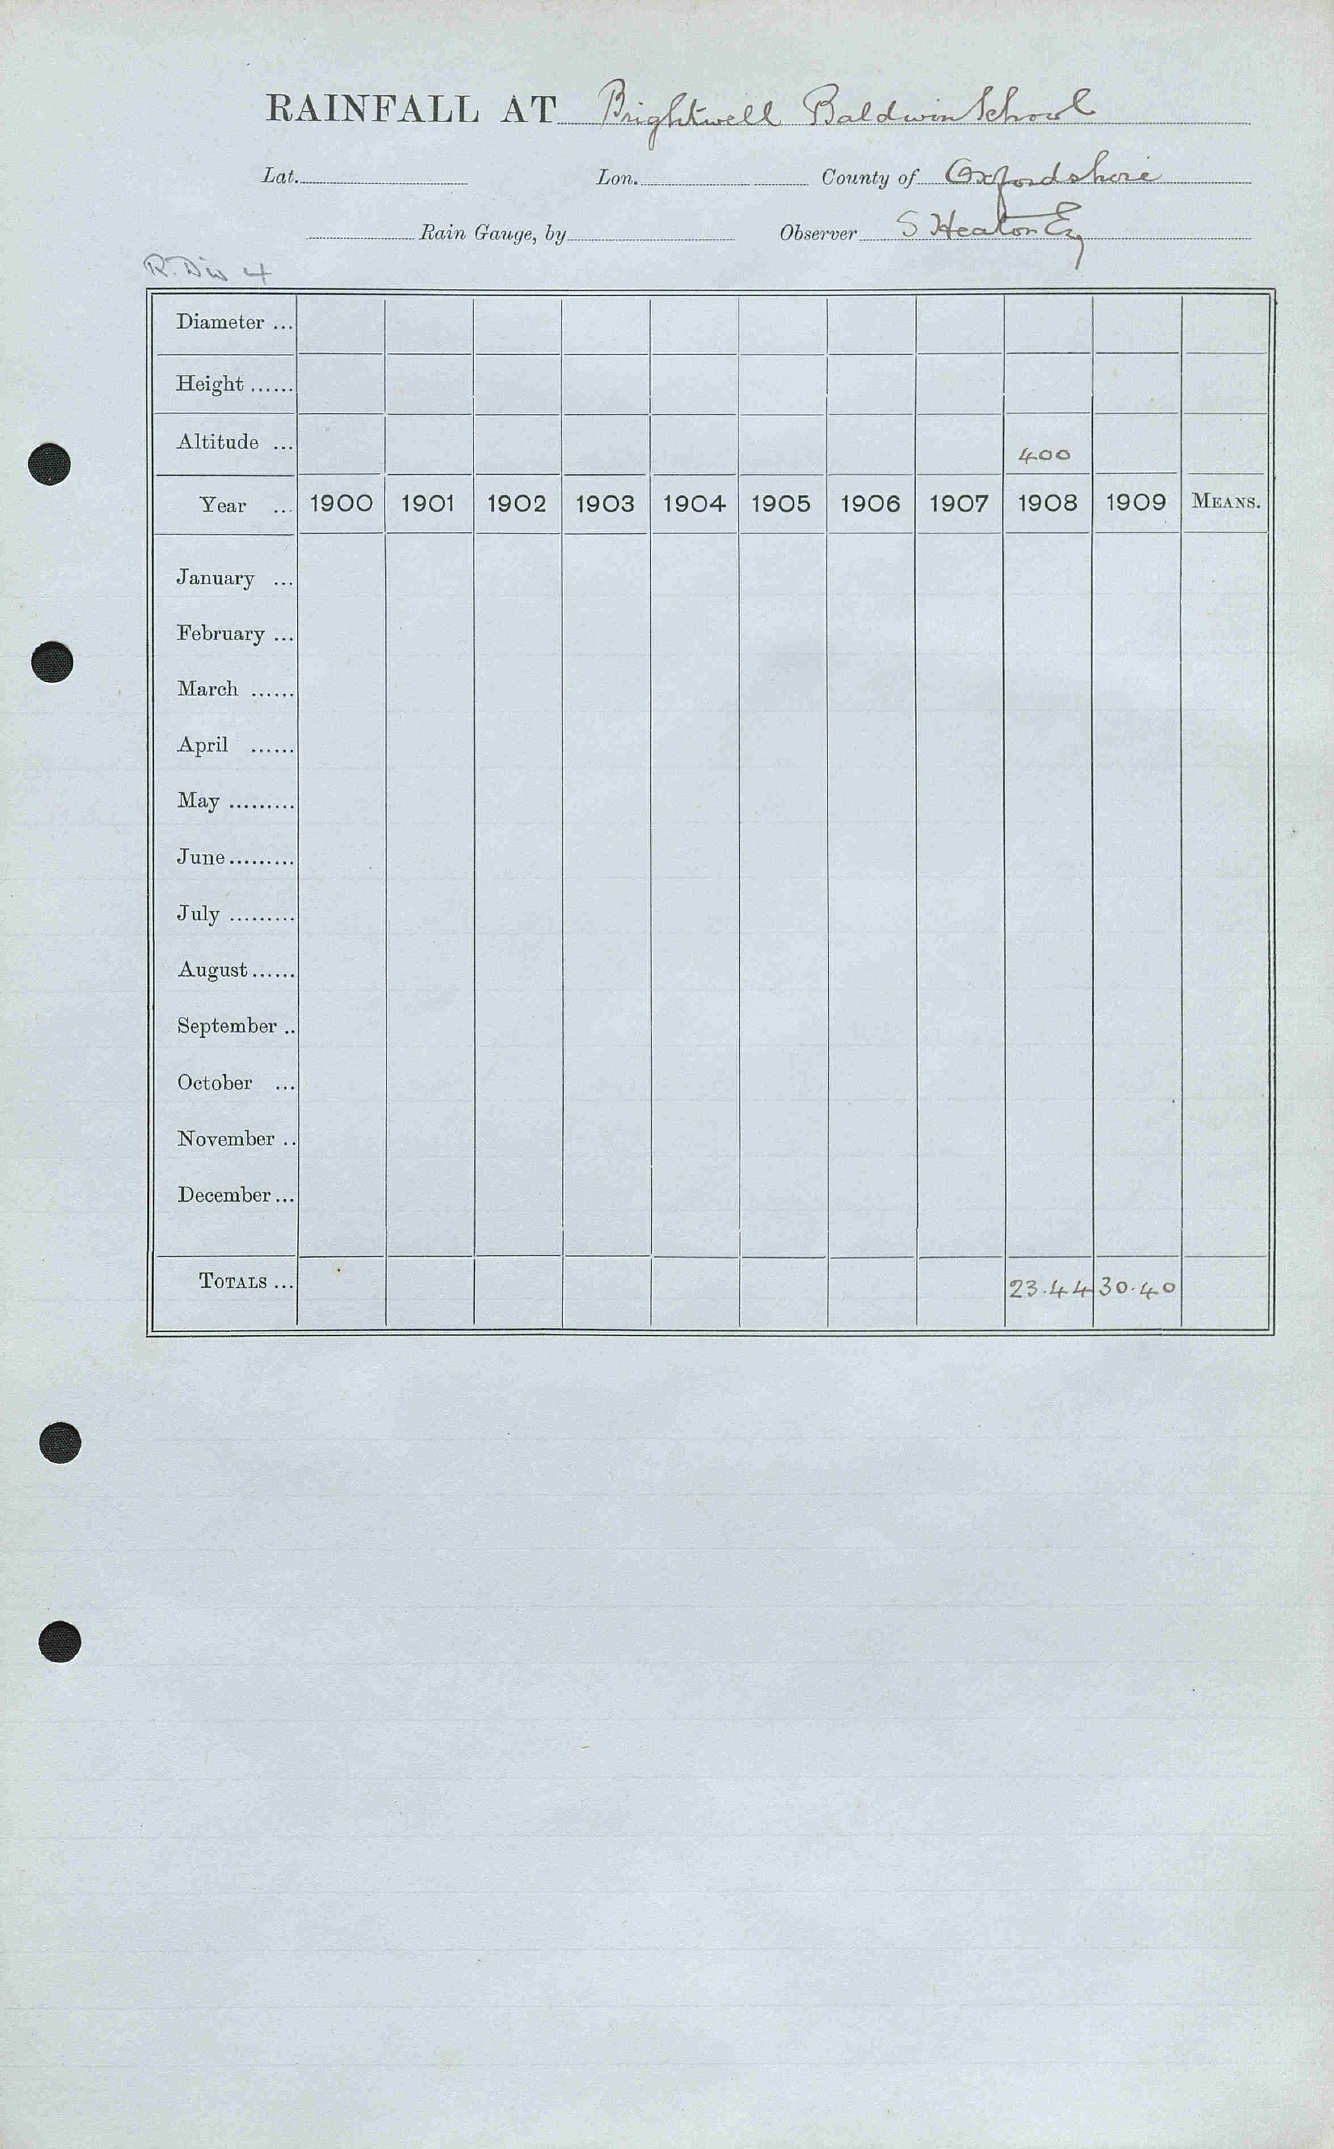 RAINFALL AT Brightwell Baldwin School
Lat. Lon. County of Oxfordshire
Rain Gauge, by Observer S Heaton Esq
R. Div 4
Diameter ...
Height ......
Altitude ... 400
Year ... 1900 1901 1902 1903 1904 1905 1906 1907 1908 1909 MEANS.
January ...
February ...
March ......
April ......
May .........
June .........
July .........
August ......
September ..
October ...
November ..
December ...
TOTALS ... 23.44 30.40